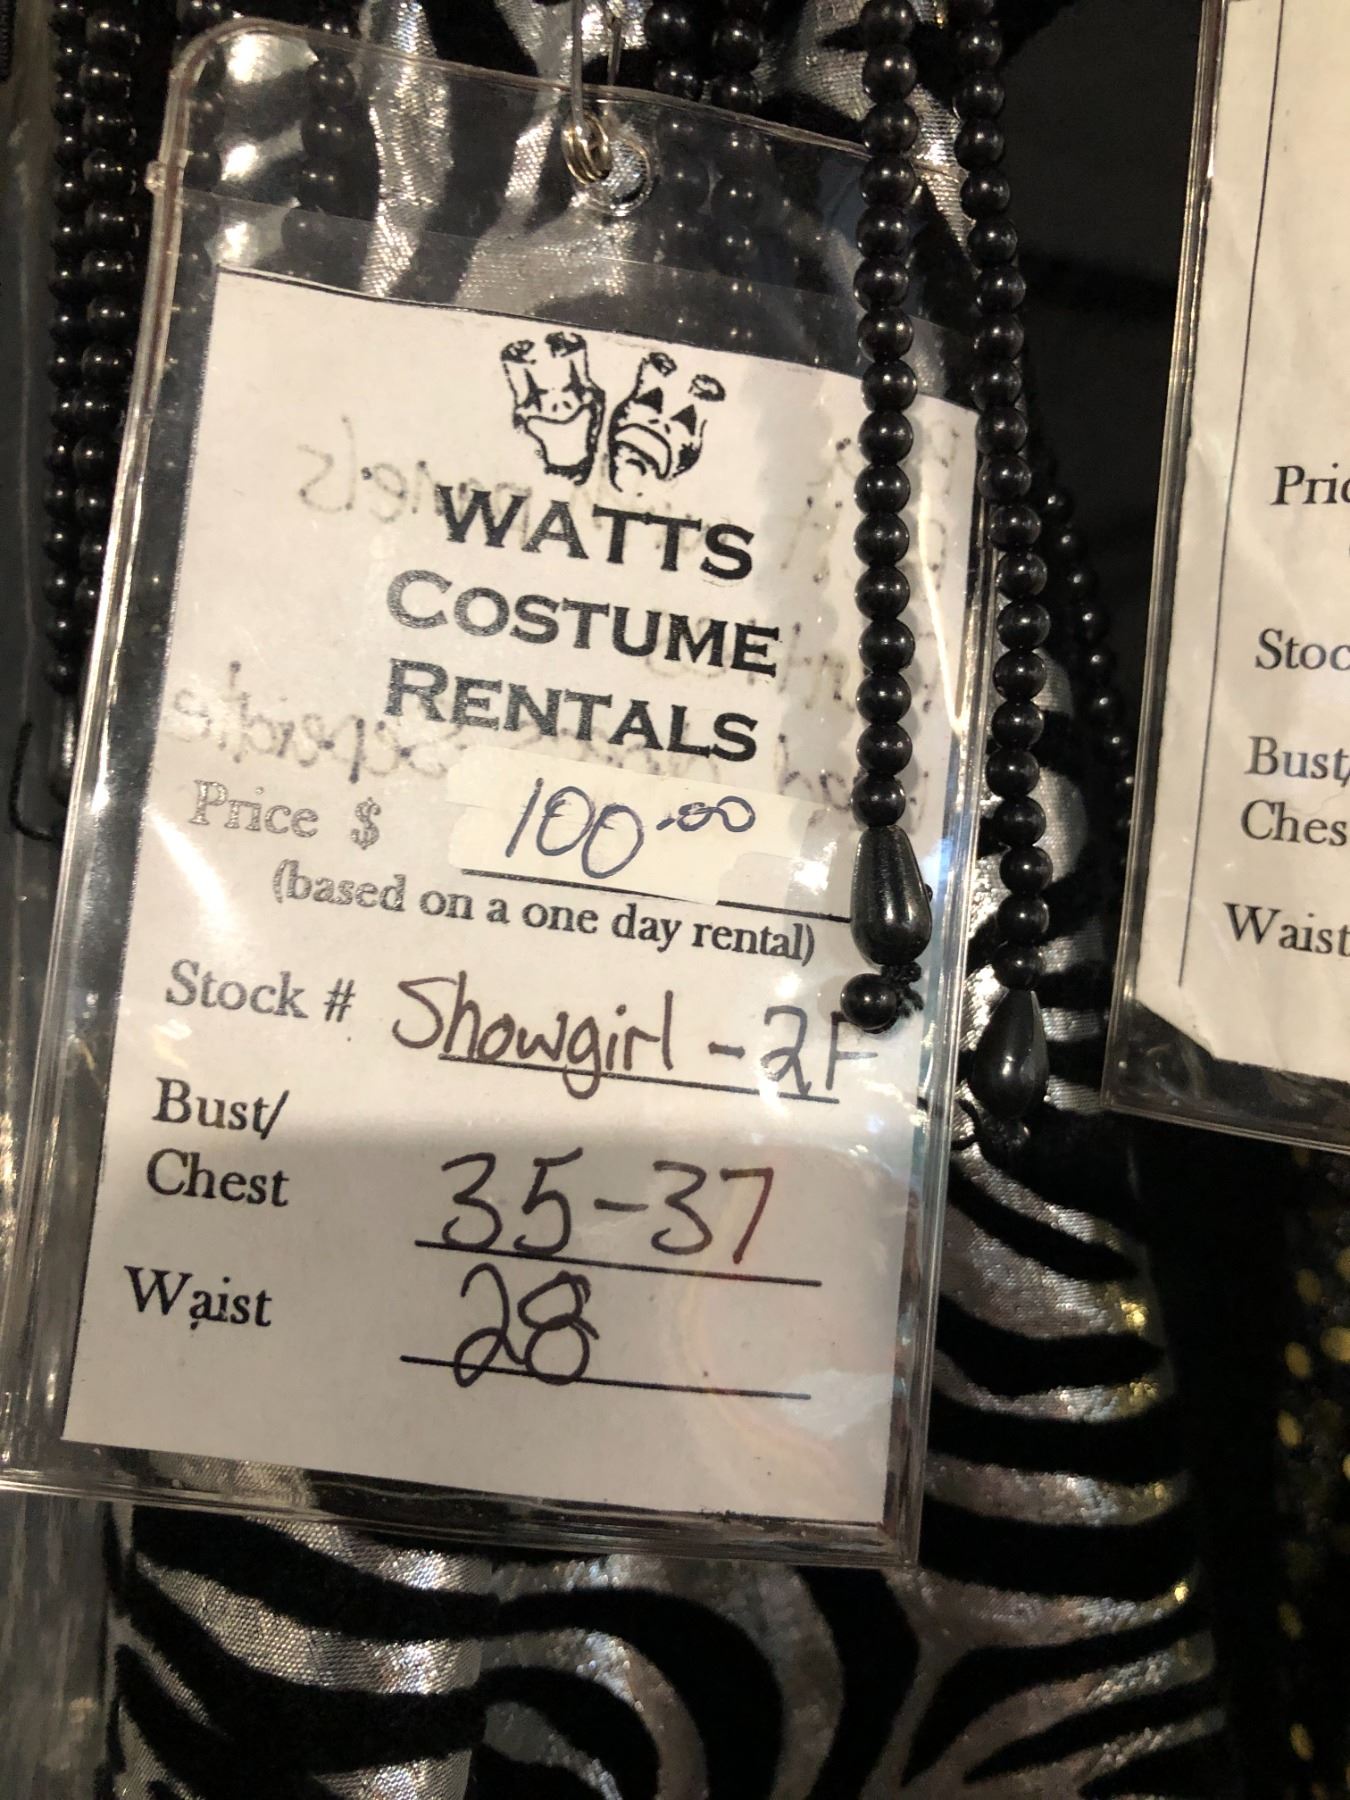 WATTS
COSTUME
RENTALS
Price $ 100.00
(based on a one day rental)
Stock # Showgirl - 2F
Bust/
Chest 35-37
Waist 28
Pric
Stoc
Bust/
Ches
Waist